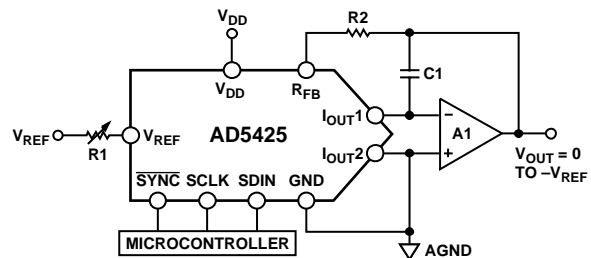 VDD
R2
C1
VDD
RFB
IOUT1
VREF
R1
VREF
AD5425
A1
IOUT2
VOUT = 0
TO –VREF
SYNC SCLK SDIN GND
MICROCONTROLLER
AGND